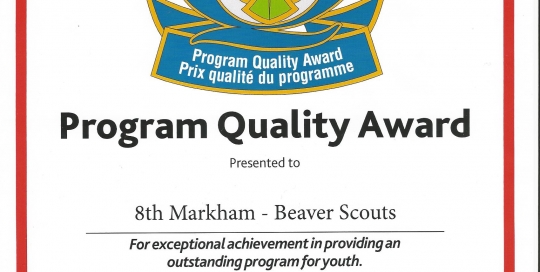 Program Quality Award
Prix qualité du programme
Program Quality Award
Presented to
8th Markham - Beaver Scouts
For exceptional achievement in providing an
outstanding program for youth.